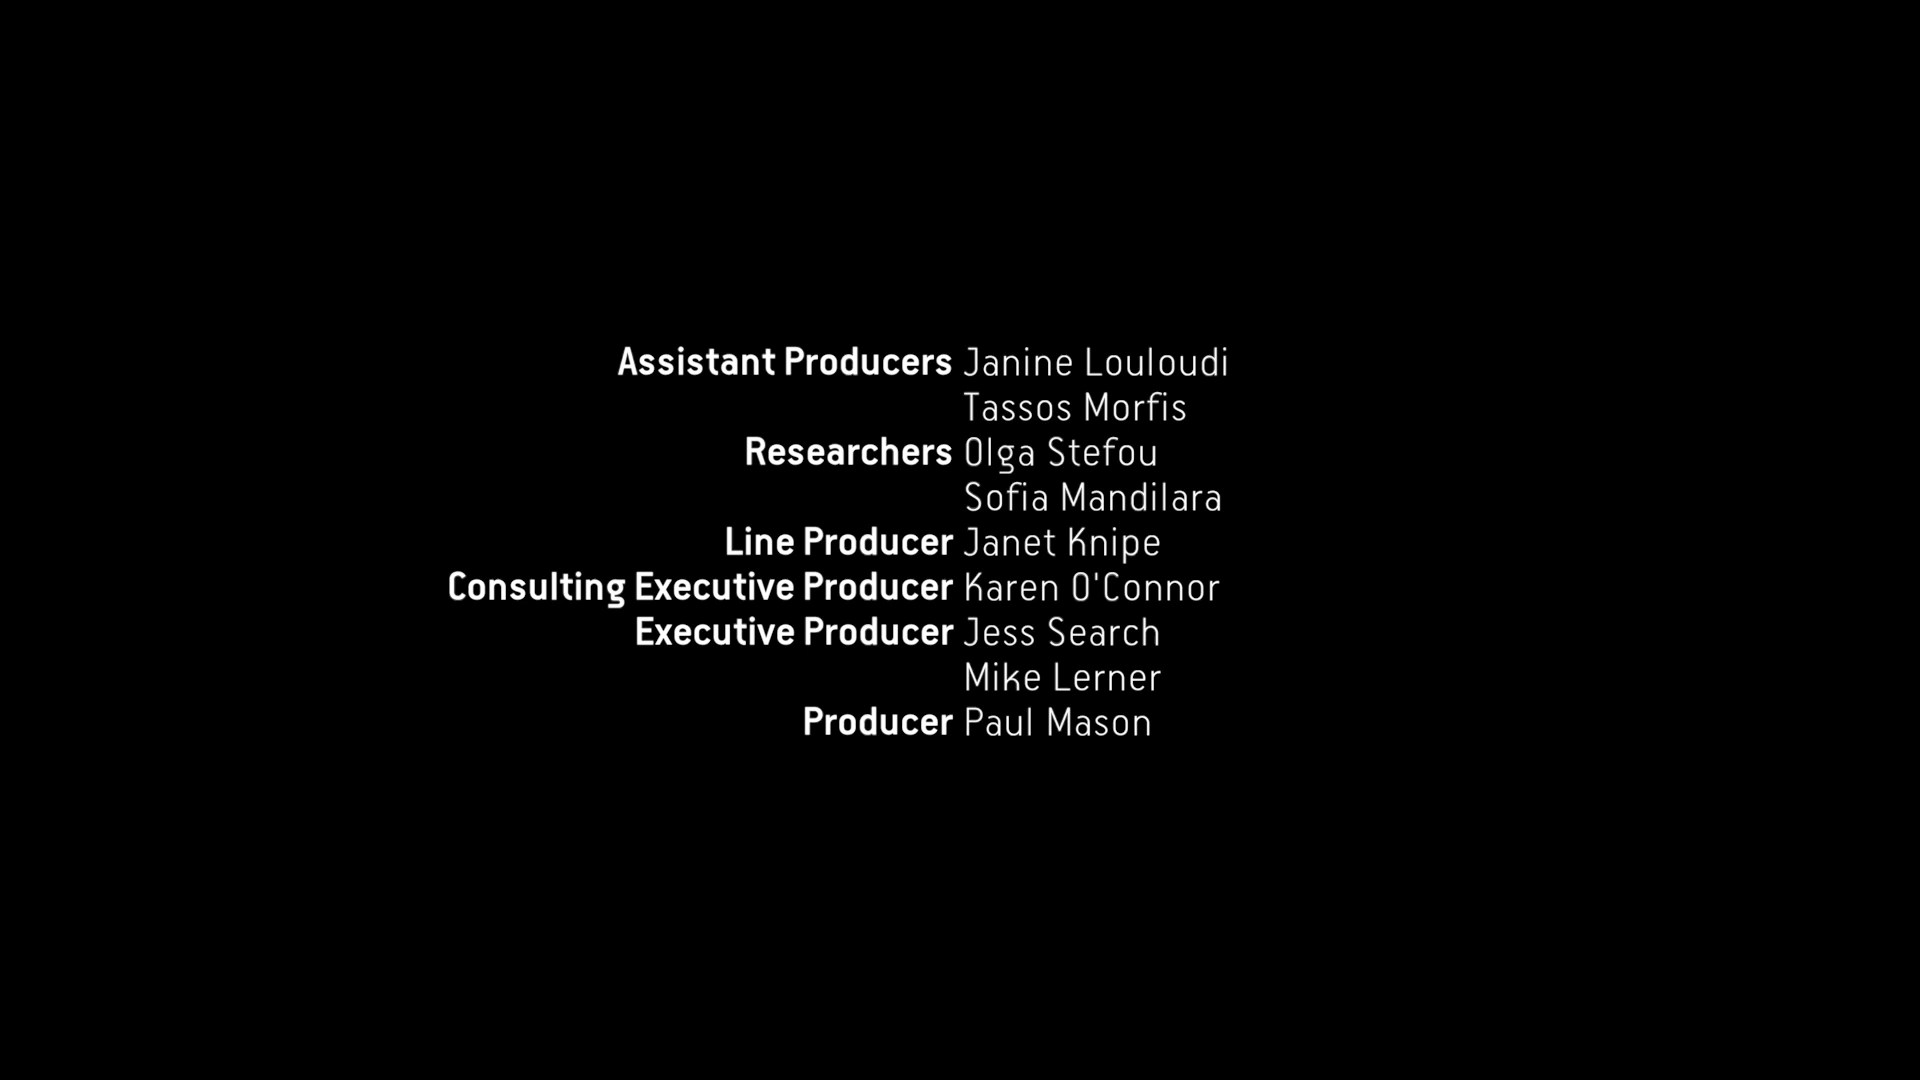 Assistant Producers Janine Louloudi
Tassos Morfis
Researchers Olga Stefou
Sofia Mandilara
Line Producer Janet Knipe
Consulting Executive Producer Karen O'Connor
Executive Producer Jess Search
Mike Lerner
Producer Paul Mason